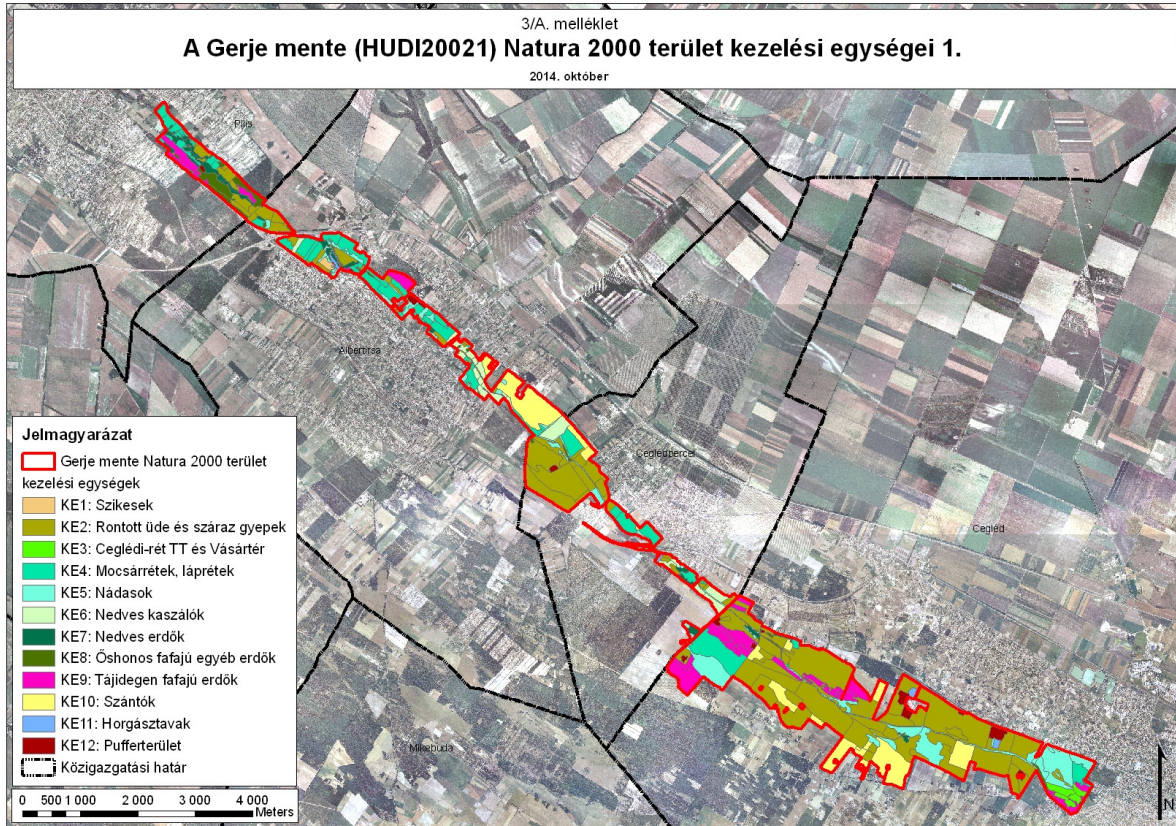 3/A. melléklet
A Gerje mente (HUDI20021) Natura 2000 terület kezelési egységei 1.
2014. október
Pilis
Albertirsa
Ceglédbercel
Cegléd
Mikebuda
Jelmagyarázat
Gerje mente Natura 2000 terület
kezelési egységek
KE1: Szikesek
KE2: Rontott üde és száraz gyepek
KE3: Ceglédi-rét TT és Vásártér
KE4: Mocsárrétek, láprétek
KE5: Nádasok
KE6: Nedves kaszálók
KE7: Nedves erdők
KE8: Őshonos fafajú egyéb erdők
KE9: Tájidegen fafajú erdők
KE10: Szántók
KE11: Horgásztavak
KE12: Pufferterület
Közigazgatási határ
0 500 1 000 2 000 3 000 4 000
Meters
N